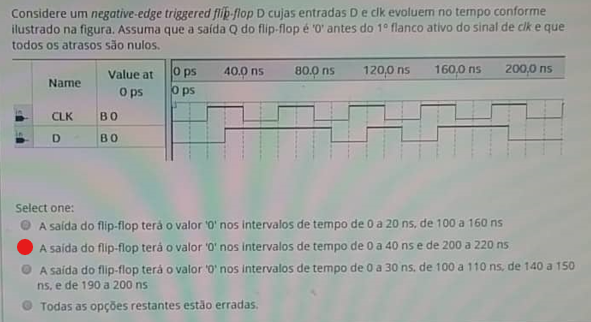 Considere um negative-edge triggered flip-flop D cujas entradas D e clk evoluem no tempo conforme
ilustrado na figura. Assuma que a saída Q do flip-flop é '0' antes do 1º flanco ativo do sinal de clk e que
todos os atrasos são nulos.
Name Value at 0 ps
0 ps 40,0 ns 80,0 ns 120,0 ns 160,0 ns 200,0 ns
0 ps
CLK B 0
D B 0
Select one:
A saída do flip-flop terá o valor '0' nos intervalos de tempo de 0 a 20 ns, de 100 a 160 ns
A saída do flip-flop terá o valor '0' nos intervalos de tempo de 0 a 40 ns e de 200 a 220 ns
A saída do flip-flop terá o valor '0' nos intervalos de tempo de 0 a 30 ns, de 100 a 110 ns, de 140 a 150
ns, e de 190 a 200 ns
Todas as opções restantes estão erradas.